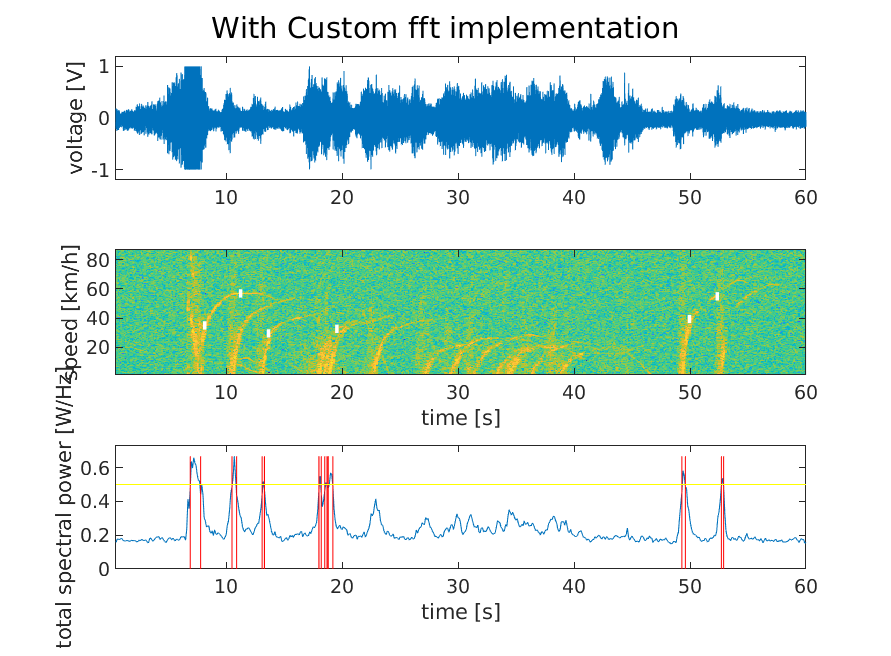 With Custom fft implementation
voltage [V]
1
0
-1
10 20 30 40 50 60
speed [km/h]
80
60
40
20
10 20 30 40 50 60
time [s]
total spectral power [W/Hz]
0.6
0.4
0.2
0
10 20 30 40 50 60
time [s]